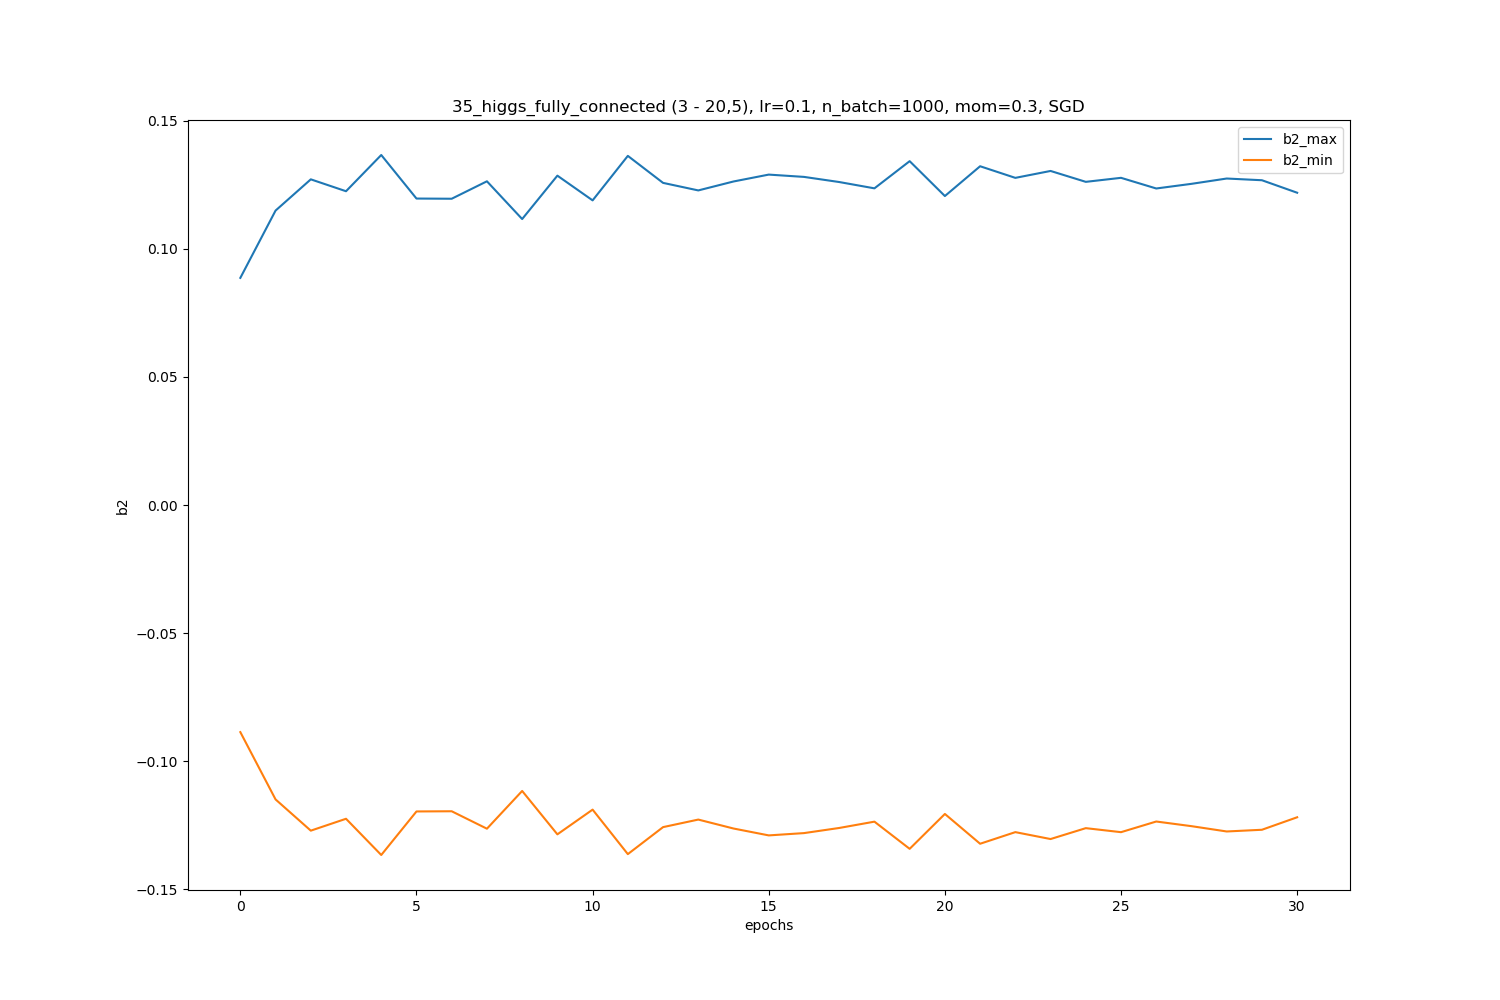 35_higgs_fully_connected (3 - 20,5), lr=0.1, n_batch=1000, mom=0.3, SGD
b2_max
b2_min
0.15
0.10
0.05
0.00
−0.05
−0.10
−0.15
b2
0 5 10 15 20 25 30
epochs